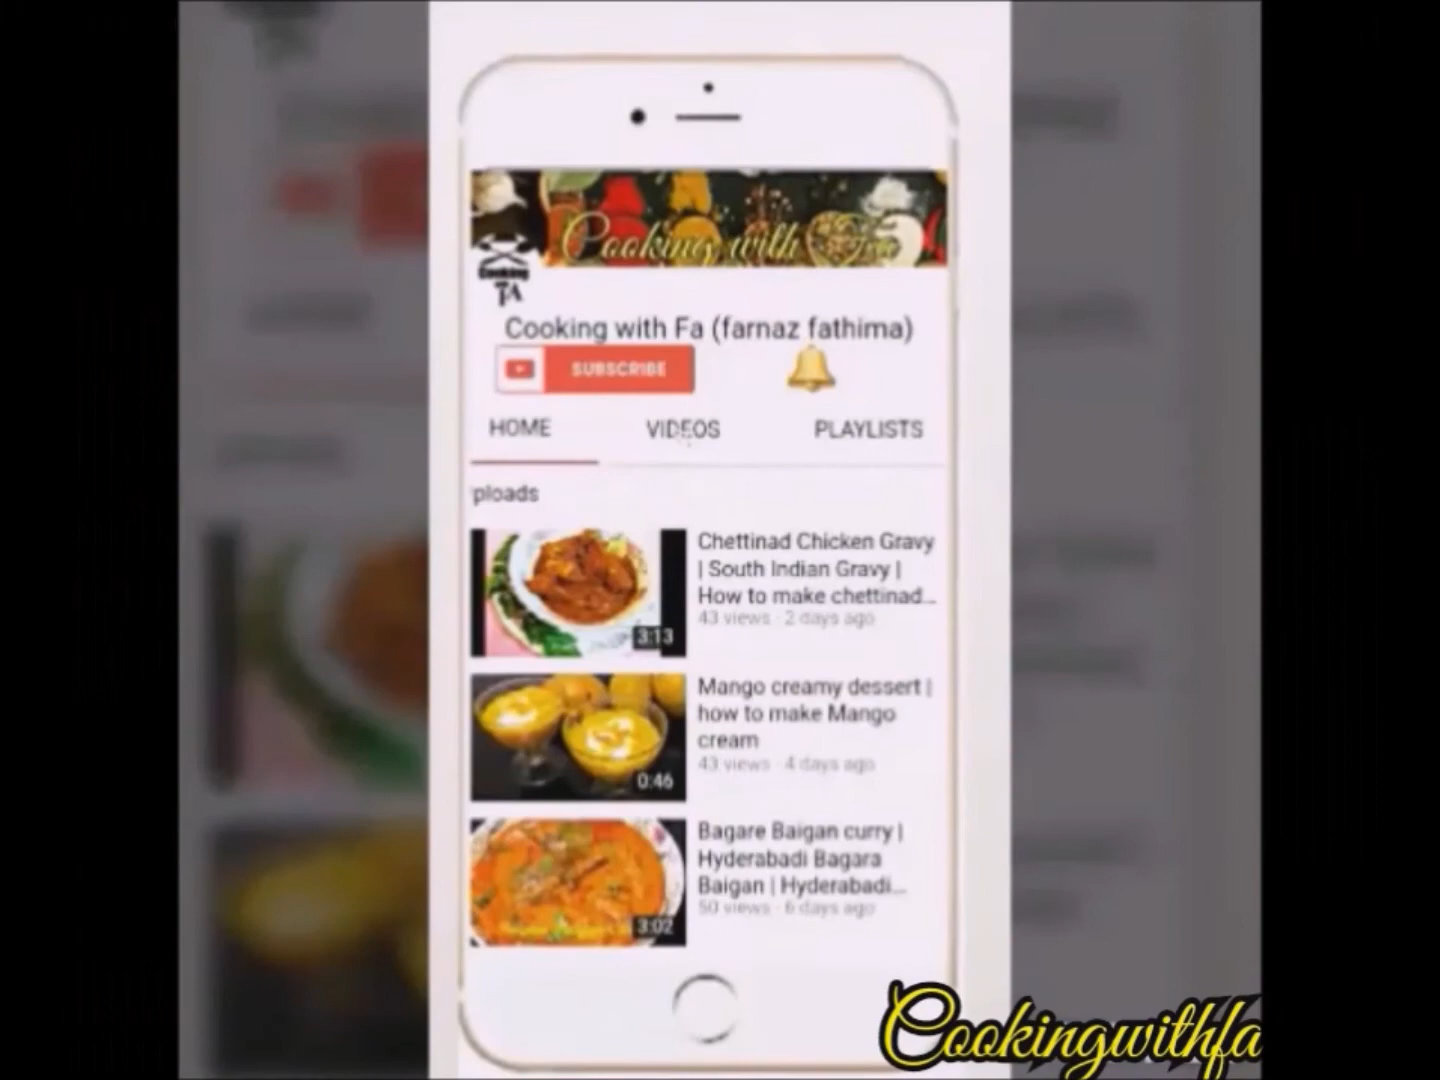 Cooking with Fa
Cooking
FA
Cooking with Fa (farnaz fathima)
SUBSCRIBE
HOME VIDEOS PLAYLISTS
ploads
Chettinad Chicken Gravy
| South Indian Gravy |
How to make chettinad...
43 views · 2 days ago
3:13
Mango creamy dessert |
how to make Mango
cream
43 views · 4 days ago
0:46
Bagare Baigan curry |
Hyderabadi Bagara
Baigan | Hyderabadi...
50 views · 6 days ago
3:02
Cookingwithfa